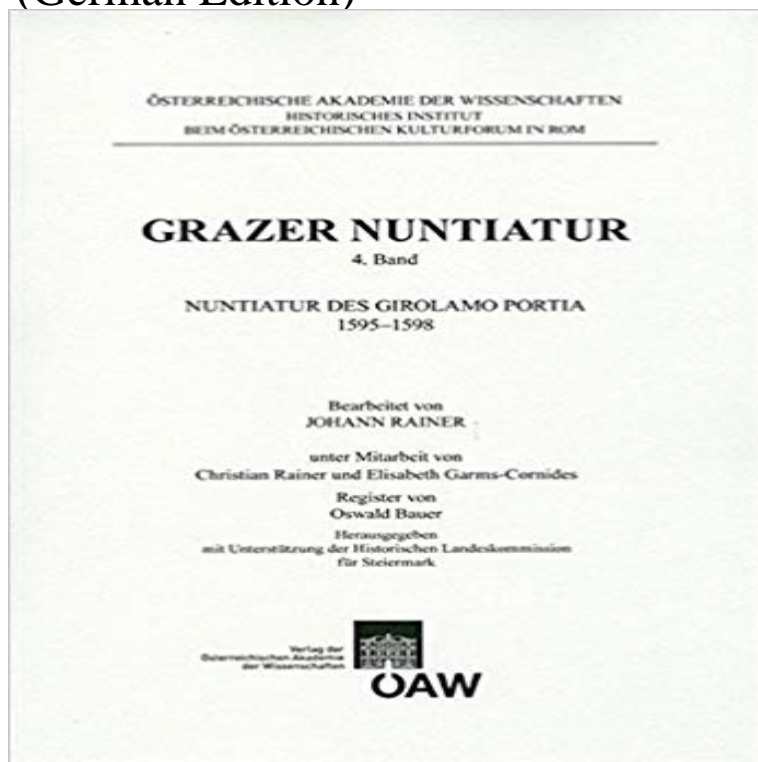 (German Edition)
ÖSTERREICHISCHE AKADEMIE DER WISSENSCHAFTEN
HISTORISCHES INSTITUT
BEIM ÖSTERREICHISCHEN KULTURFORUM IN ROM
GRAZER NUNTIATUR
4. Band
NUNTIATUR DES GIROLAMO PORTIA
1595–1598
Bearbeitet von
JOHANN RAINER
unter Mitarbeit von
Christian Rainer und Elisabeth Garms-Cornides
Register von
Oswald Bauer
Herausgegeben
mit Unterstützung der Historischen Landeskommission
für Steiermark
Verlag der
Österreichischen Akademie
der Wissenschaften
ÖAW